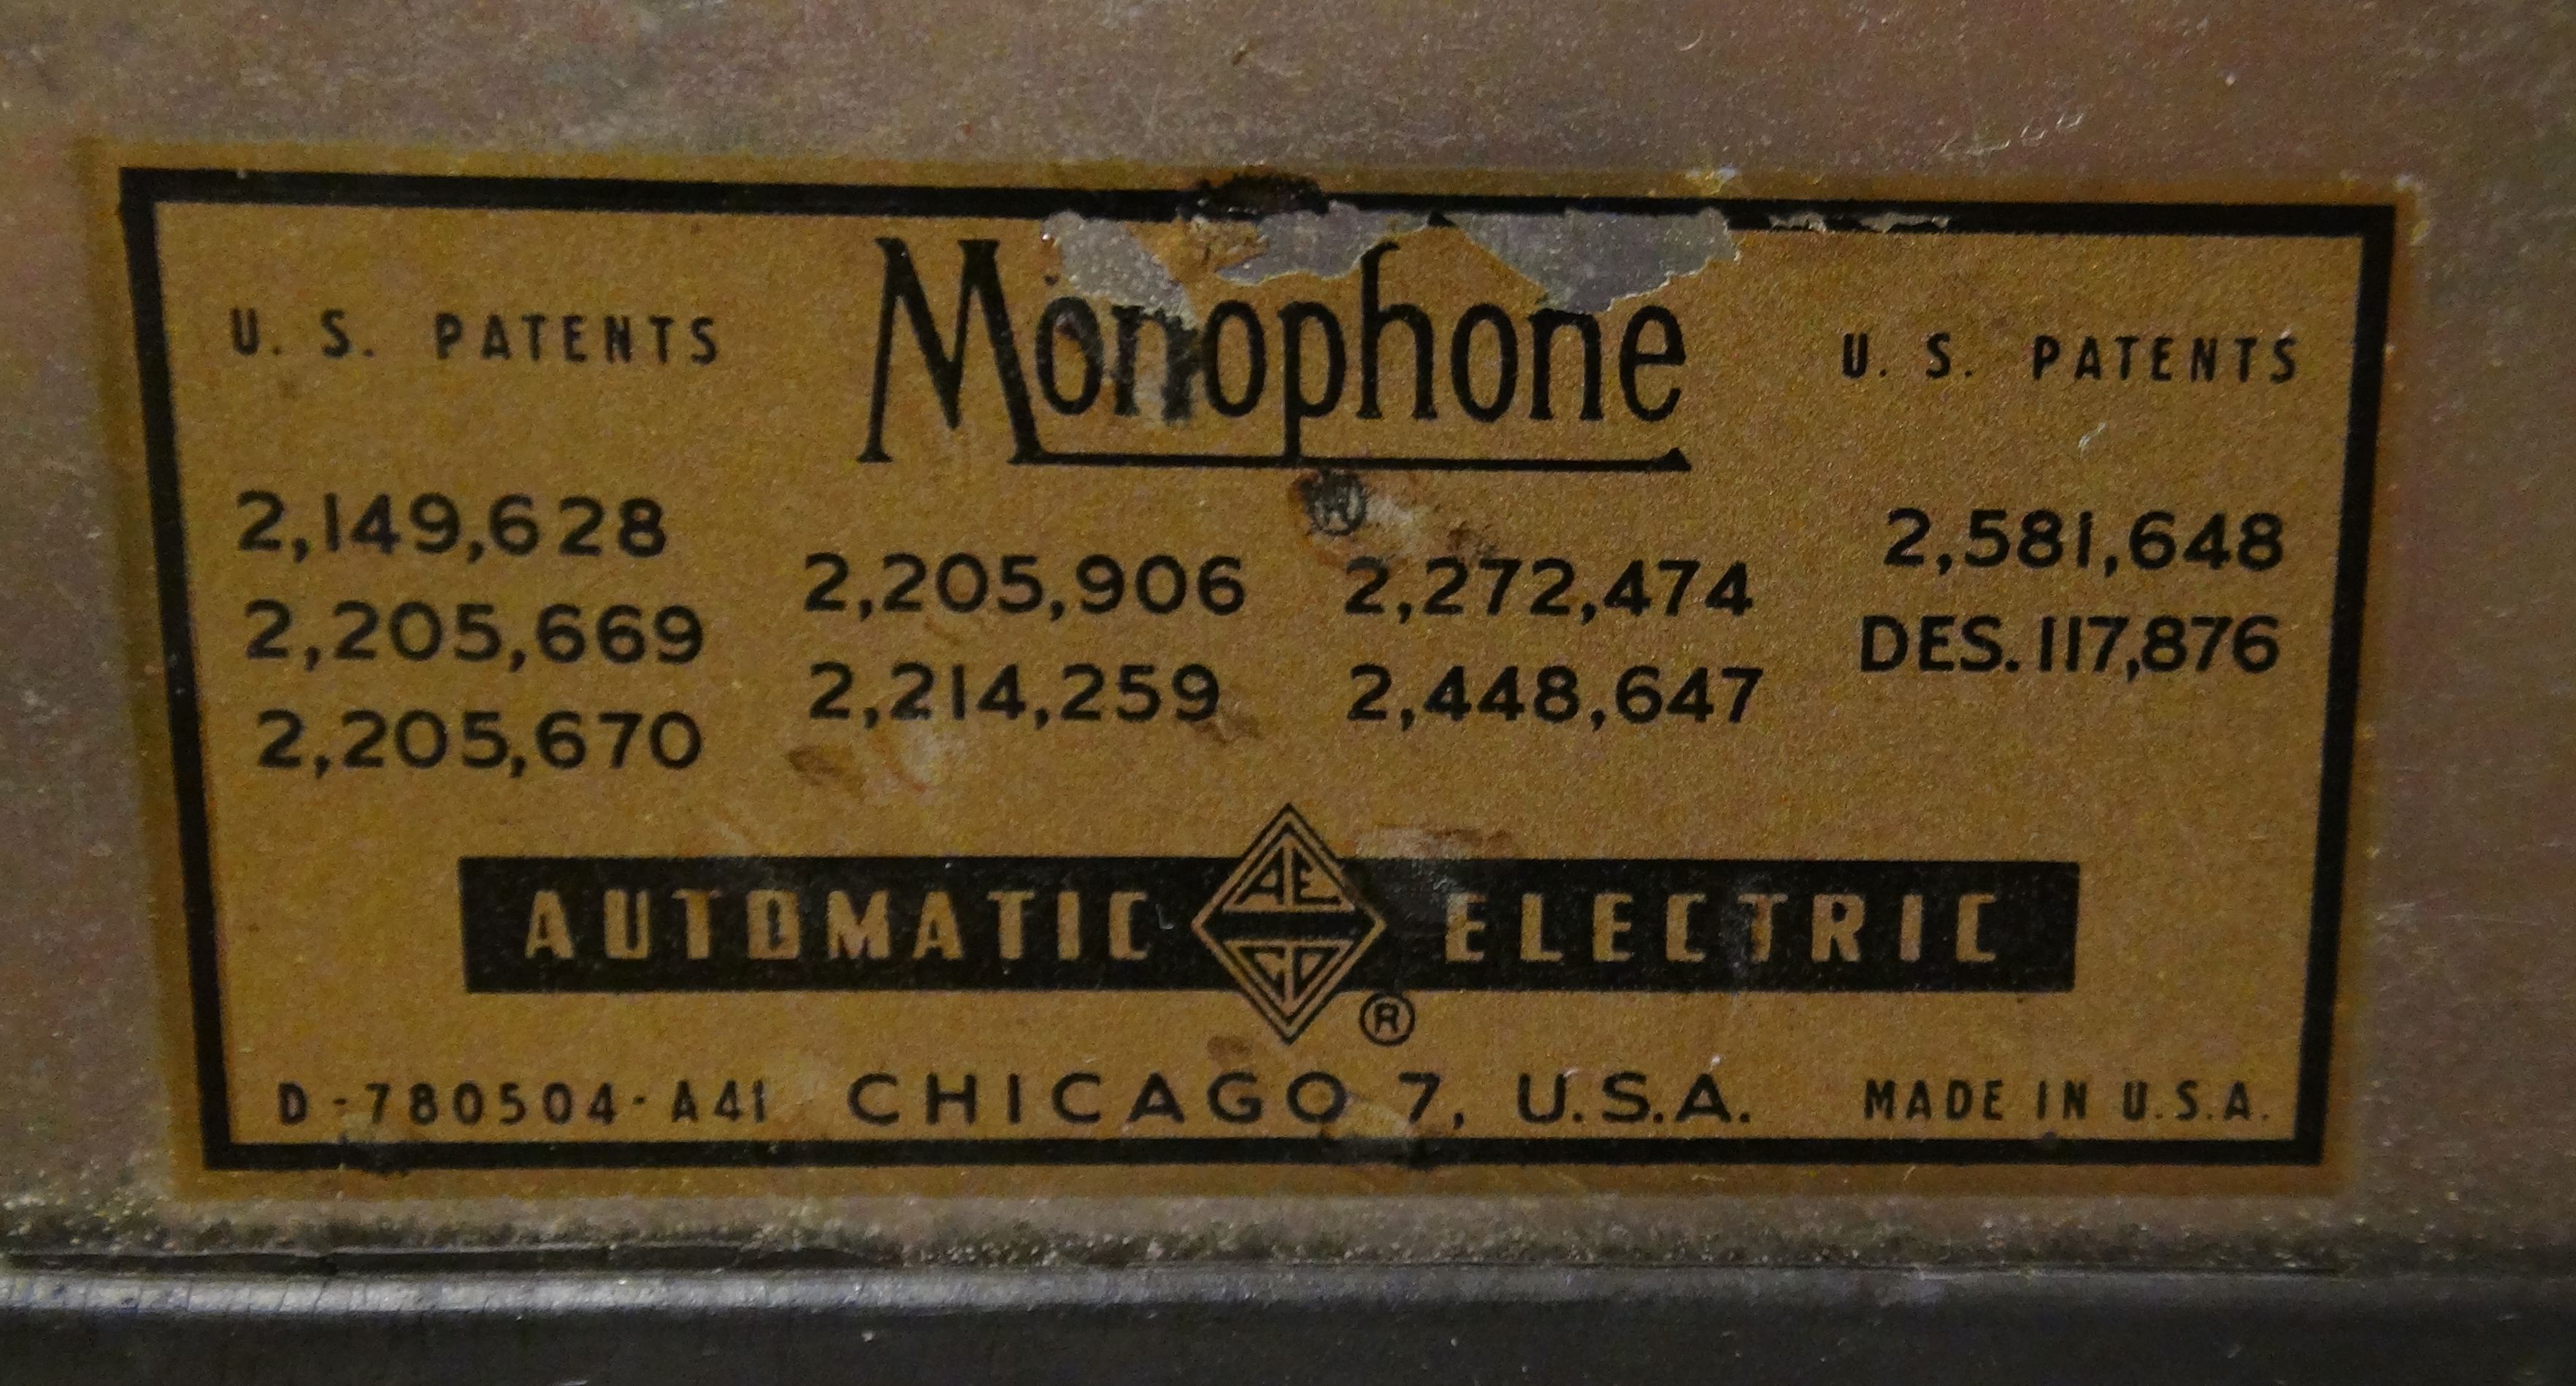 Monophone
®
U. S. PATENTS
U. S. PATENTS
2,149,628
2,205,669
2,205,670
2,205,906
2,214,259
2,272,474
2,448,647
2,581,648
DES. 117,876
AUTOMATIC AE CO ELECTRIC
®
D-780504-A41 CHICAGO 7, U.S.A. MADE IN U.S.A.